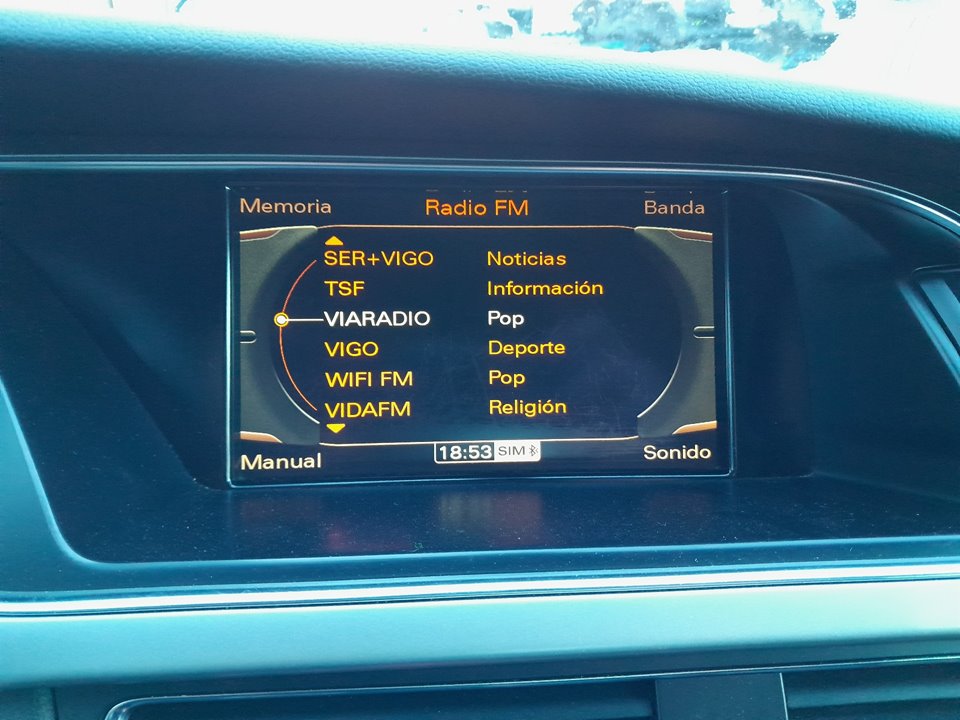 Memoria Radio FM Banda
SER+VIGO Noticias
TSF Información
VIARADIO Pop
VIGO Deporte
WIFI FM Pop
VIDAFM Religión
Manual 18:53 SIM Sonido